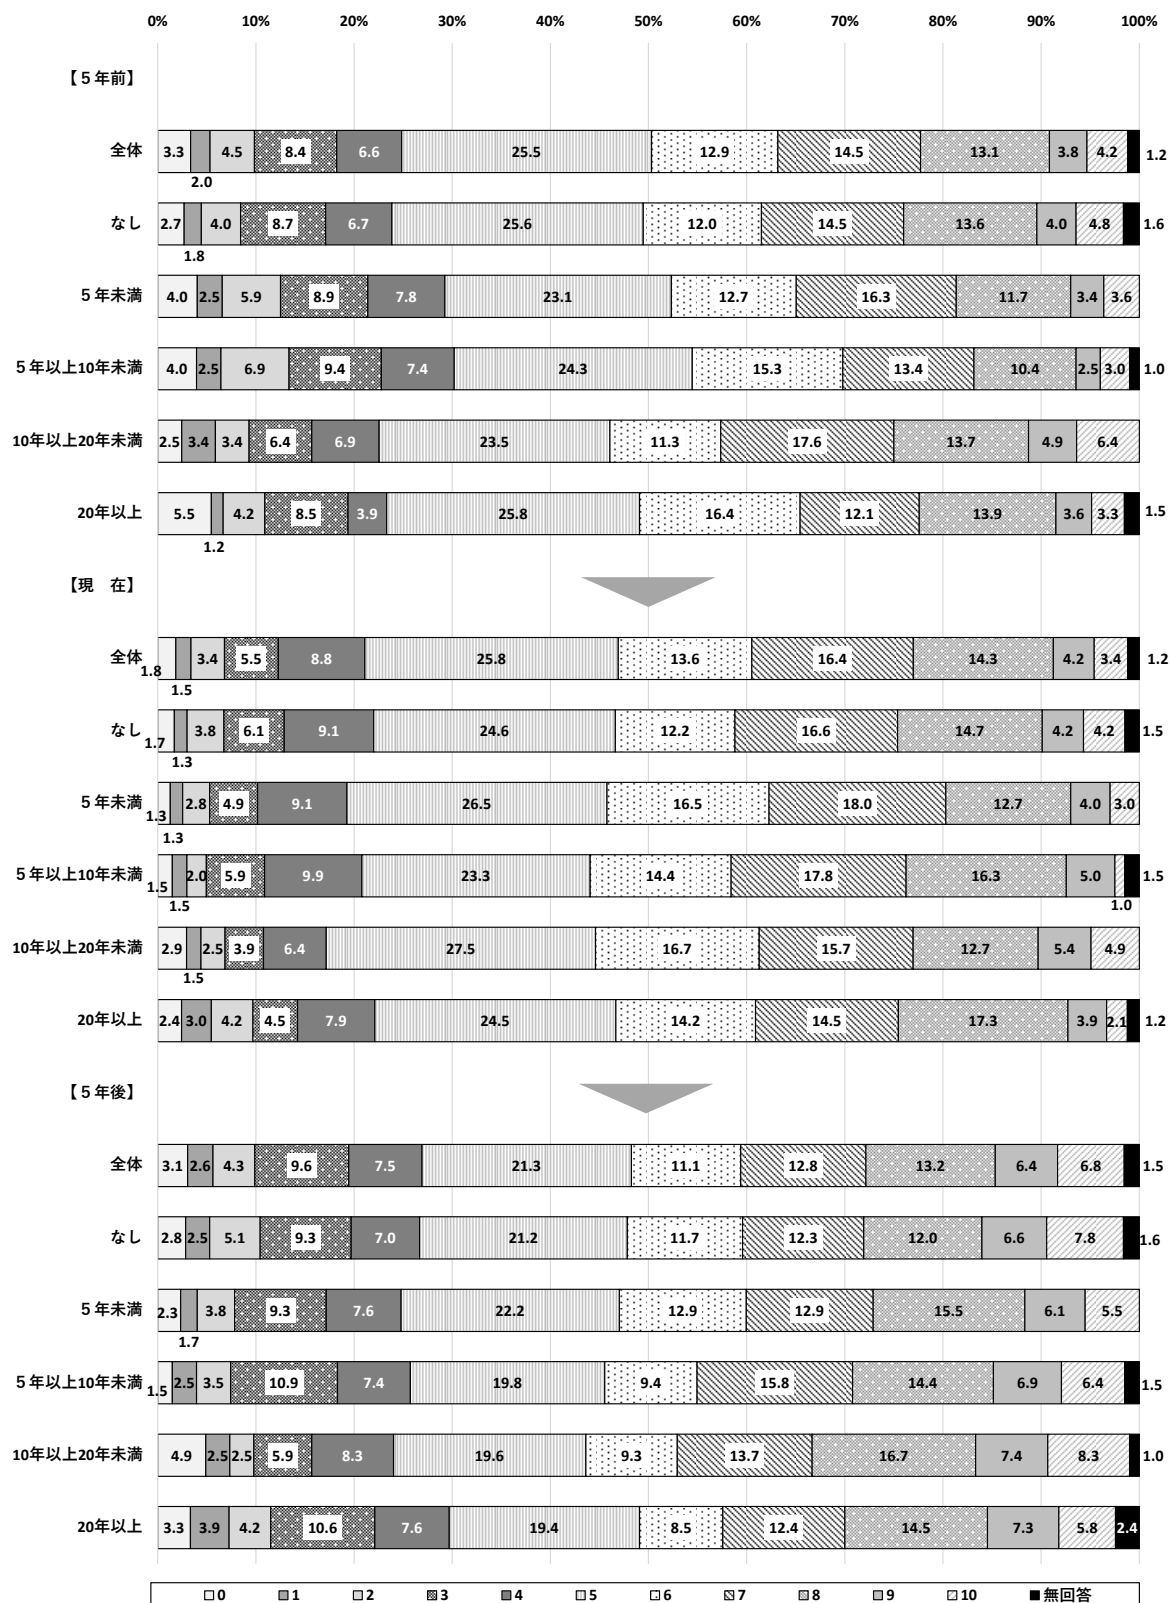 0% 10% 20% 30% 40% 50% 60% 70% 80% 90% 100%
【５年前】
全体 3.3 4.5 8.4 6.6 25.5 12.9 14.5 13.1 3.8 4.2 1.2
2.0
なし 2.7 4.0 8.7 6.7 25.6 12.0 14.5 13.6 4.0 4.8 1.6
1.8
５年未満 4.0 2.5 5.9 8.9 7.8 23.1 12.7 16.3 11.7 3.4 3.6
５年以上10年未満 4.0 2.5 6.9 9.4 7.4 24.3 15.3 13.4 10.4 2.5 3.0 1.0
10年以上20年未満 2.5 3.4 3.4 6.4 6.9 23.5 11.3 17.6 13.7 4.9 6.4
20年以上 5.5 4.2 8.5 3.9 25.8 16.4 12.1 13.9 3.6 3.3 1.5
1.2
【現　在】
全体 1.8 3.4 5.5 8.8 25.8 13.6 16.4 14.3 4.2 3.4 1.2
1.5
なし 1.7 3.8 6.1 9.1 24.6 12.2 16.6 14.7 4.2 4.2 1.5
1.3
５年未満 1.3 2.8 4.9 9.1 26.5 16.5 18.0 12.7 4.0 3.0
1.3
５年以上10年未満 1.5 2.0 5.9 9.9 23.3 14.4 17.8 16.3 5.0 1.5
1.5 1.0
10年以上20年未満 2.9 2.5 3.9 6.4 27.5 16.7 15.7 12.7 5.4 4.9
1.5
20年以上 2.4 3.0 4.2 4.5 7.9 24.5 14.2 14.5 17.3 3.9 2.1 1.2
【５年後】
全体 3.1 2.6 4.3 9.6 7.5 21.3 11.1 12.8 13.2 6.4 6.8 1.5
なし 2.8 2.5 5.1 9.3 7.0 21.2 11.7 12.3 12.0 6.6 7.8 1.6
５年未満 2.3 3.8 9.3 7.6 22.2 12.9 12.9 15.5 6.1 5.5
1.7
５年以上10年未満 1.5 2.5 3.5 10.9 7.4 19.8 9.4 15.8 14.4 6.9 6.4 1.5
10年以上20年未満 4.9 2.5 2.5 5.9 8.3 19.6 9.3 13.7 16.7 7.4 8.3 1.0
20年以上 3.3 3.9 4.2 10.6 7.6 19.4 8.5 12.4 14.5 7.3 5.8 2.4
0 1 2 3 4 5 6 7 8 9 10 無回答